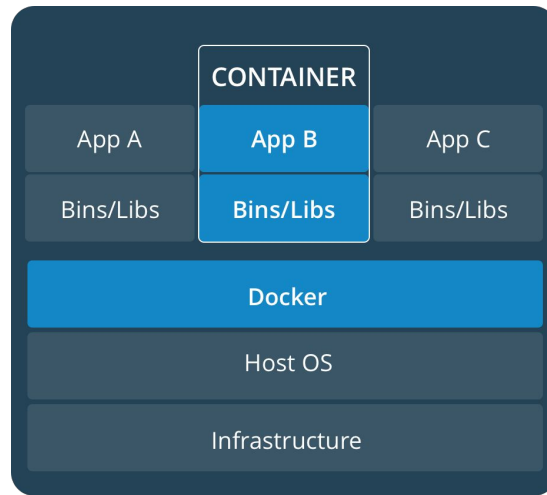 CONTAINER
App A App B App C
Bins/Libs Bins/Libs Bins/Libs
Docker
Host OS
Infrastructure